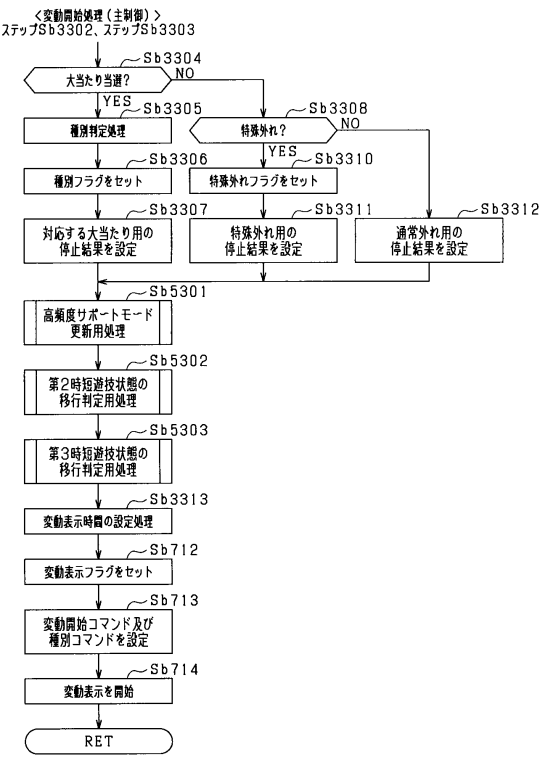 <変動開始処理(主制御)>
ステップSb3302、ステップSb3303
Sb3304
大当たり当選?
NO
YES
Sb3305
種別判定処理
Sb3308
特殊外れ?
NO
YES
Sb3306
種別フラグをセット
Sb3310
特殊外れフラグをセット
Sb3307
対応する大当たり用の
停止結果を設定
Sb3311
特殊外れ用の
停止結果を設定
Sb3312
通常外れ用の
停止結果を設定
Sb5301
高頻度サポートモード
更新用処理
Sb5302
第2時短遊技状態の
移行判定用処理
Sb5303
第3時短遊技状態の
移行判定用処理
Sb3313
変動表示時間の設定処理
Sb712
変動表示フラグをセット
Sb713
変動開始コマンド及び
種別コマンドを設定
Sb714
変動表示を開始
RET